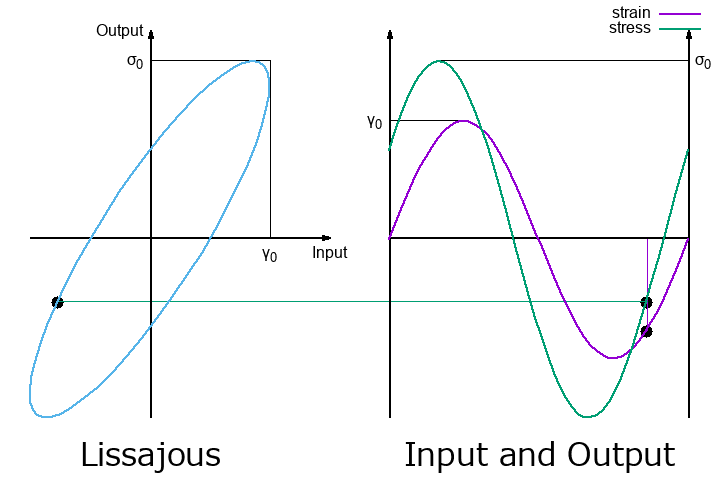 strain
stress
Output
σ0
σ0
γ0
γ0
Input
Lissajous
Input and Output